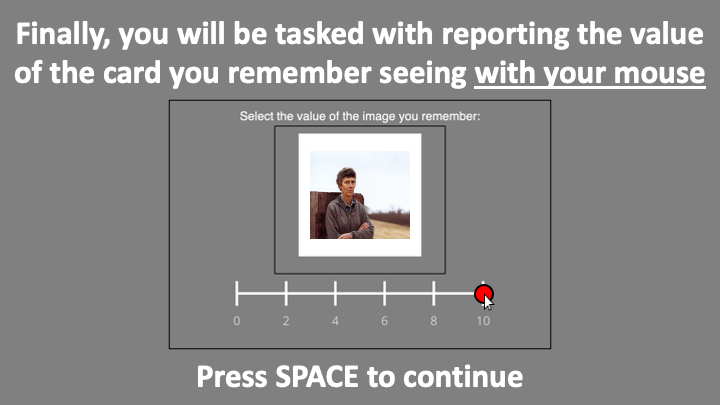 Finally, you will be tasked with reporting the value
of the card you remember seeing with your mouse
Select the value of the image you remember:
0 2 4 6 8 10
Press SPACE to continue